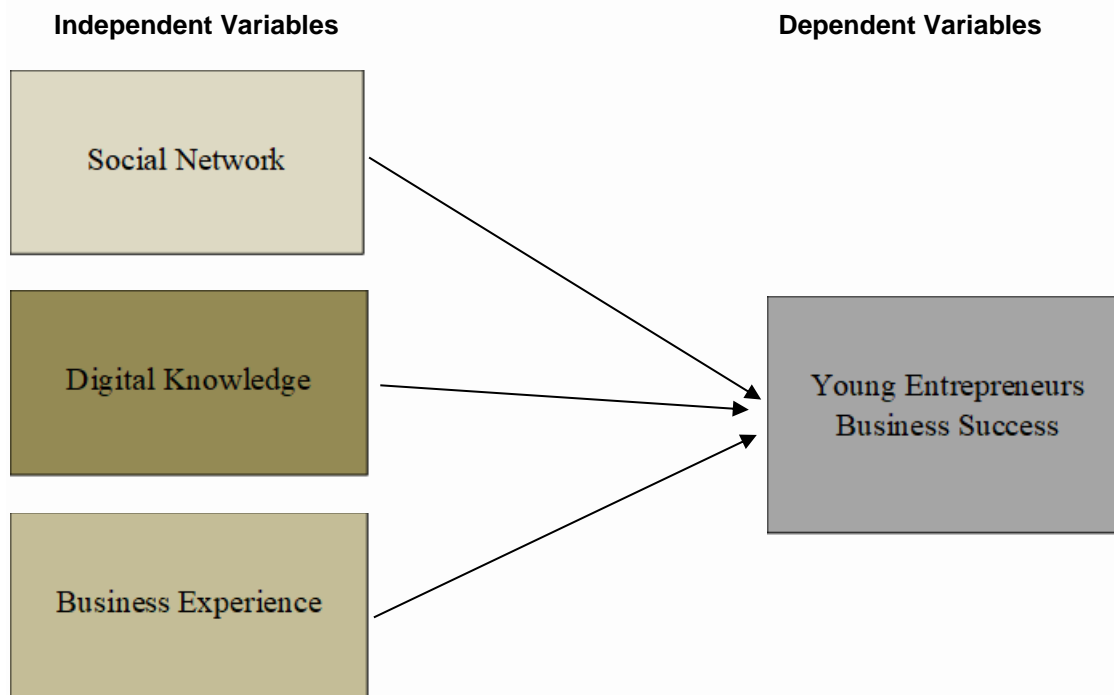 Independent Variables
Dependent Variables
Social Network
Digital Knowledge
Business Experience
Young Entrepreneurs
Business Success